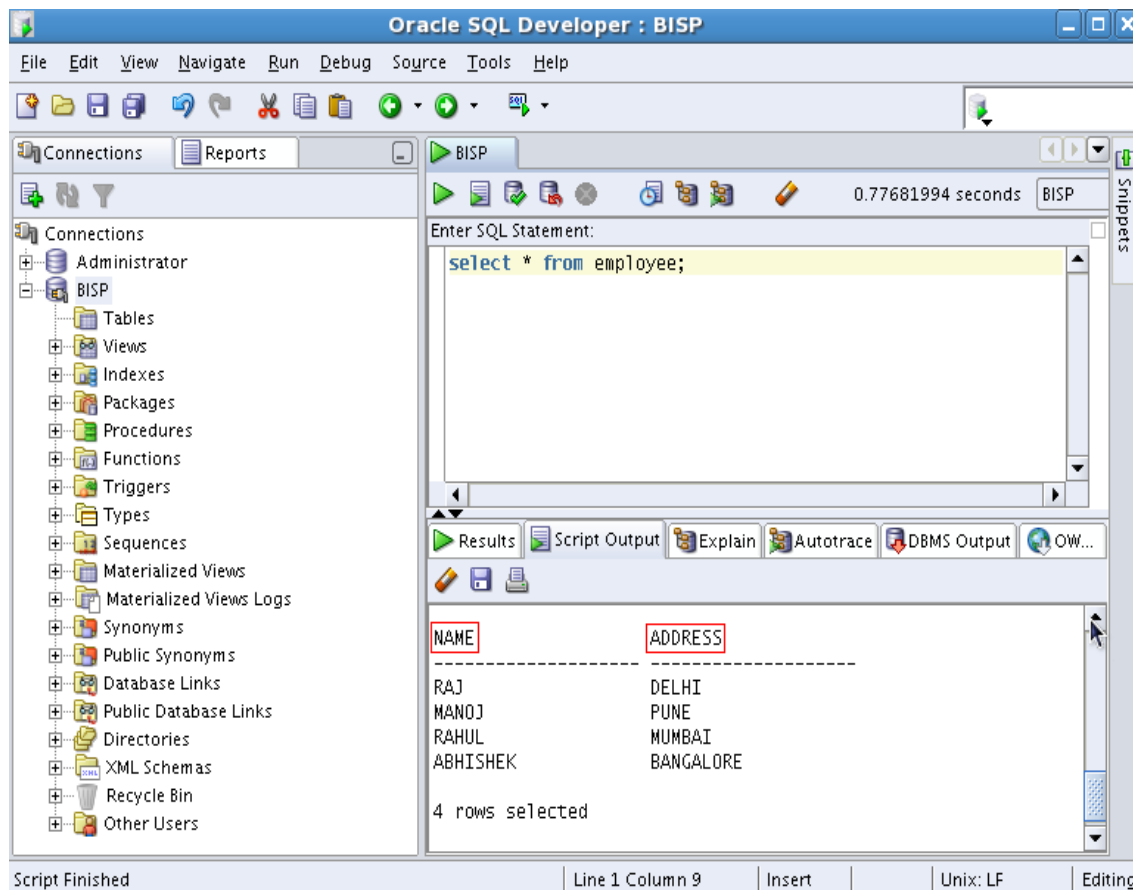 Oracle SQL Developer : BISP
File Edit View Navigate Run Debug Source Tools Help
Connections Reports
Connections
Administrator
BISP
Tables
Views
Indexes
Packages
Procedures
Functions
Triggers
Types
Sequences
Materialized Views
Materialized Views Logs
Synonyms
Public Synonyms
Database Links
Public Database Links
Directories
XML Schemas
Recycle Bin
Other Users
BISP
0.77681994 seconds BISP
Enter SQL Statement:
select * from employee;
Snippets
Results Script Output Explain Autotrace DBMS Output OW...
NAME ADDRESS
-------------------- --------------------
RAJ DELHI
MANOJ PUNE
RAHUL MUMBAI
ABHISHEK BANGALORE
4 rows selected
Script Finished Line 1 Column 9 Insert Unix: LF Editing